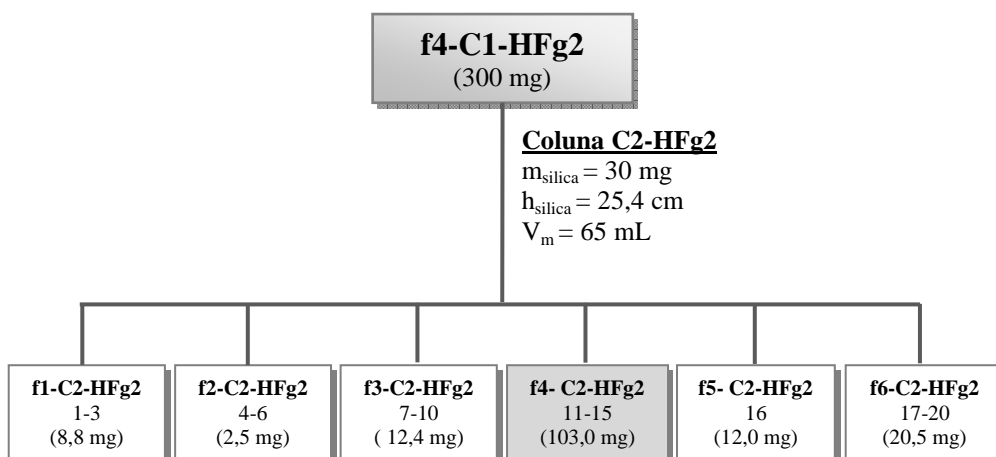 f4-C1-HFg2
(300 mg)
Coluna C2-HFg2
m_silica = 30 mg
h_silica = 25,4 cm
V_m = 65 mL
f1-C2-HFg2
1-3
(8,8 mg)
f2-C2-HFg2
4-6
(2,5 mg)
f3-C2-HFg2
7-10
( 12,4 mg)
f4- C2-HFg2
11-15
(103,0 mg)
f5- C2-HFg2
16
(12,0 mg)
f6-C2-HFg2
17-20
(20,5 mg)